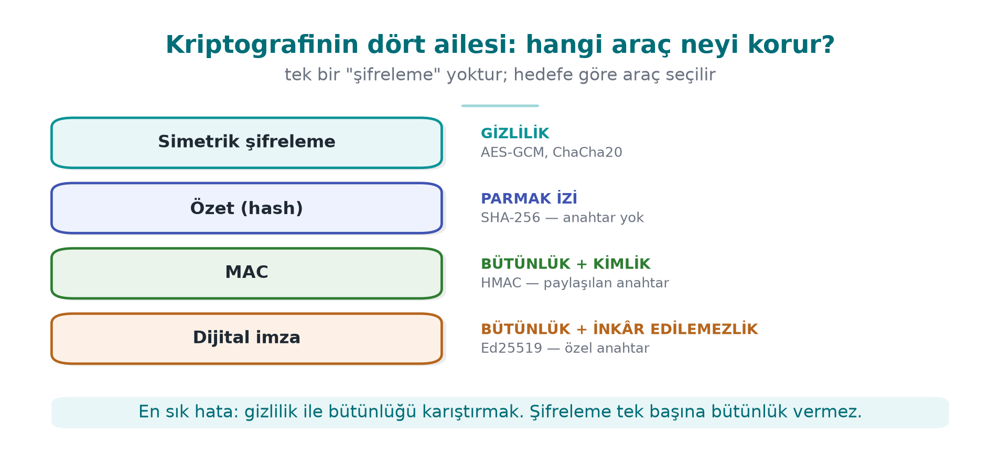 Kriptografinin dört ailesi: hangi araç neyi korur?
tek bir "şifreleme" yoktur; hedefe göre araç seçilir
Simetrik şifreleme
GİZLİLİK
AES-GCM, ChaCha20
Özet (hash)
PARMAK İZİ
SHA-256 — anahtar yok
MAC
BÜTÜNLÜK + KİMLİK
HMAC — paylaşılan anahtar
Dijital imza
BÜTÜNLÜK + İNKÂR EDİLEMEZLİK
Ed25519 — özel anahtar
En sık hata: gizlilik ile bütünlüğü karıştırmak. Şifreleme tek başına bütünlük vermez.